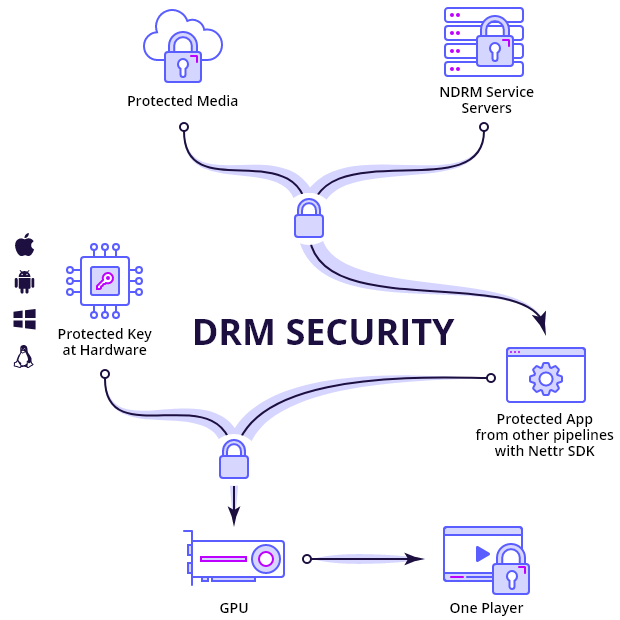 Protected Media
NDRM Service
Servers
Protected Key
at Hardware
DRM SECURITY
Protected App
from other pipelines
with Nettr SDK
GPU
One Player